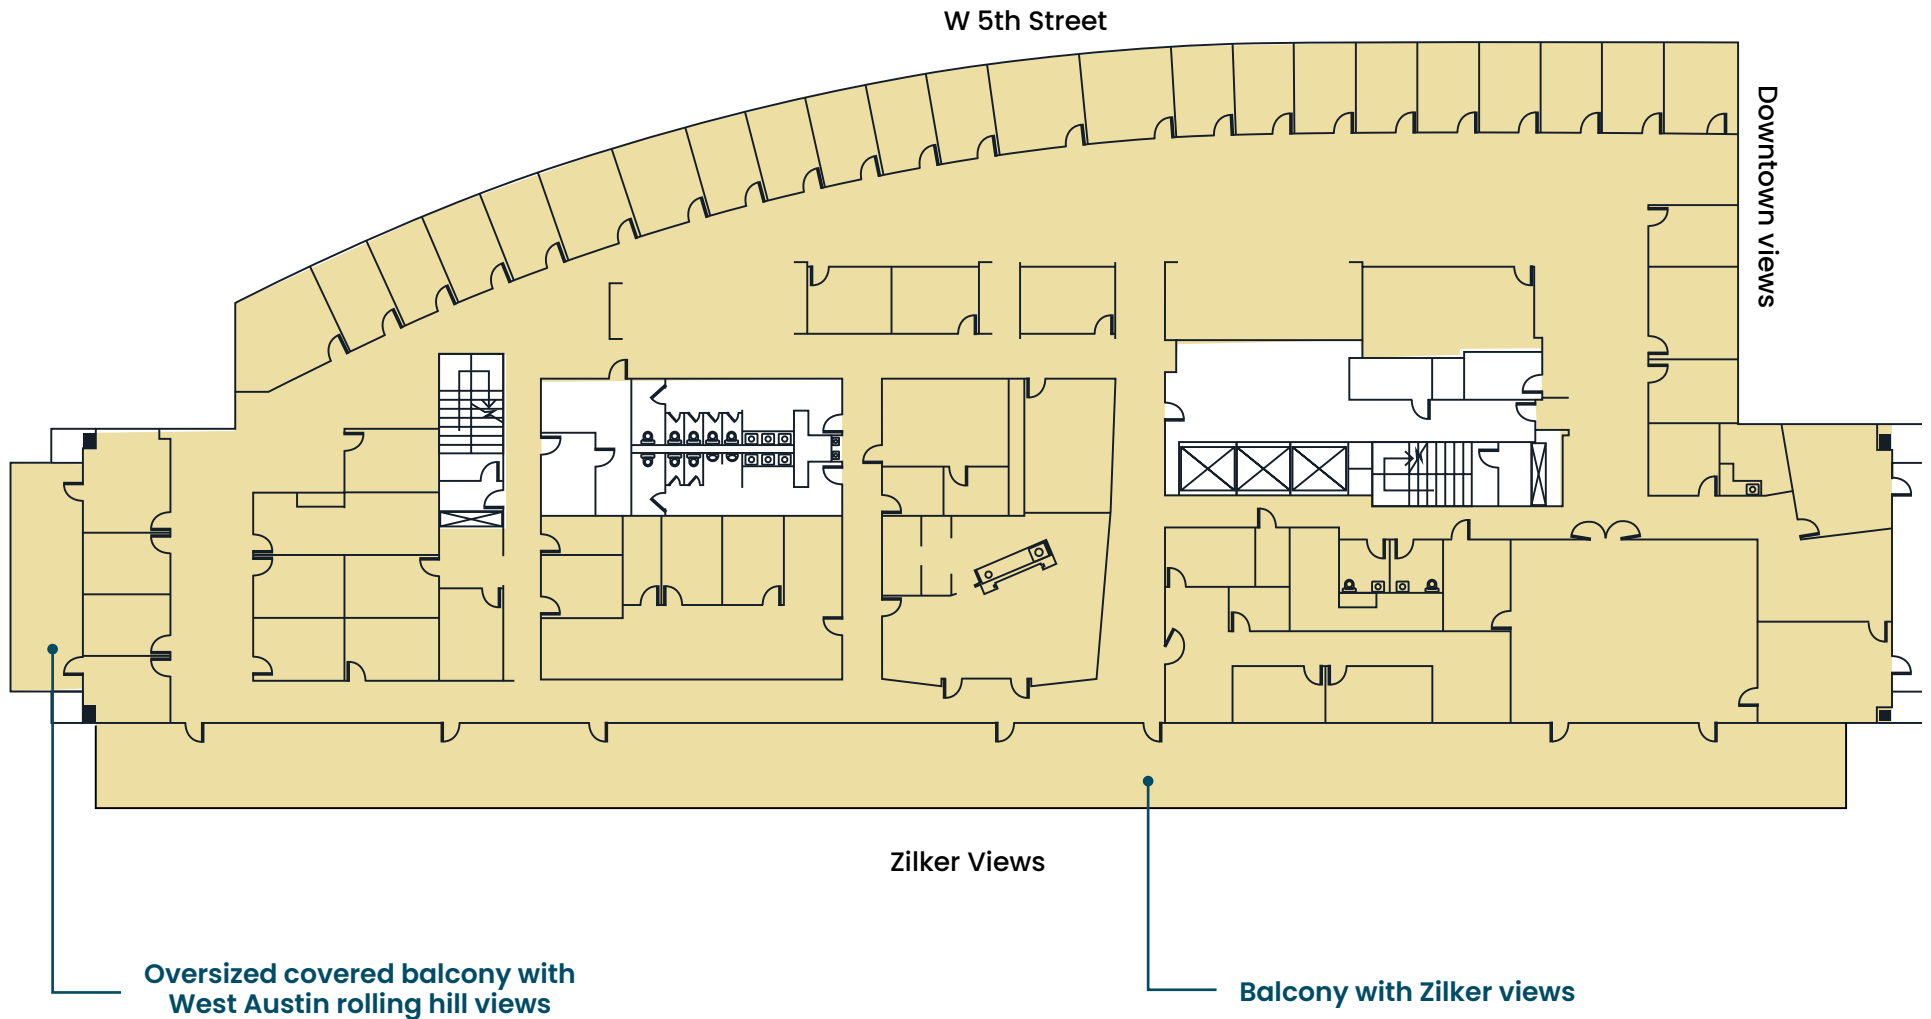 W 5th Street
Downtown views
Zilker Views
Oversized covered balcony with
West Austin rolling hill views
Balcony with Zilker views